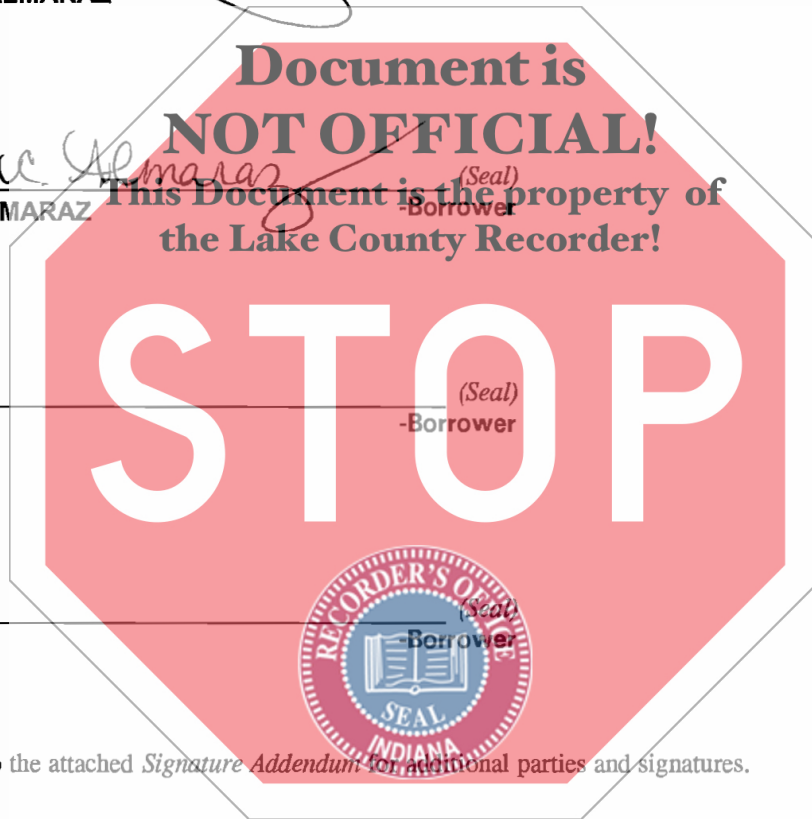 Document is
NOT OFFICIAL!
c. Almaraz
(Seal)
This Document is the property of
MARAZ
-Borrower
the Lake County Recorder!
STOP
(Seal)
-Borrower
RECORDER'S OFFICE
(Seal)
-Borrower
SEAL
INDIANA
the attached Signature Addendum for additional parties and signatures.